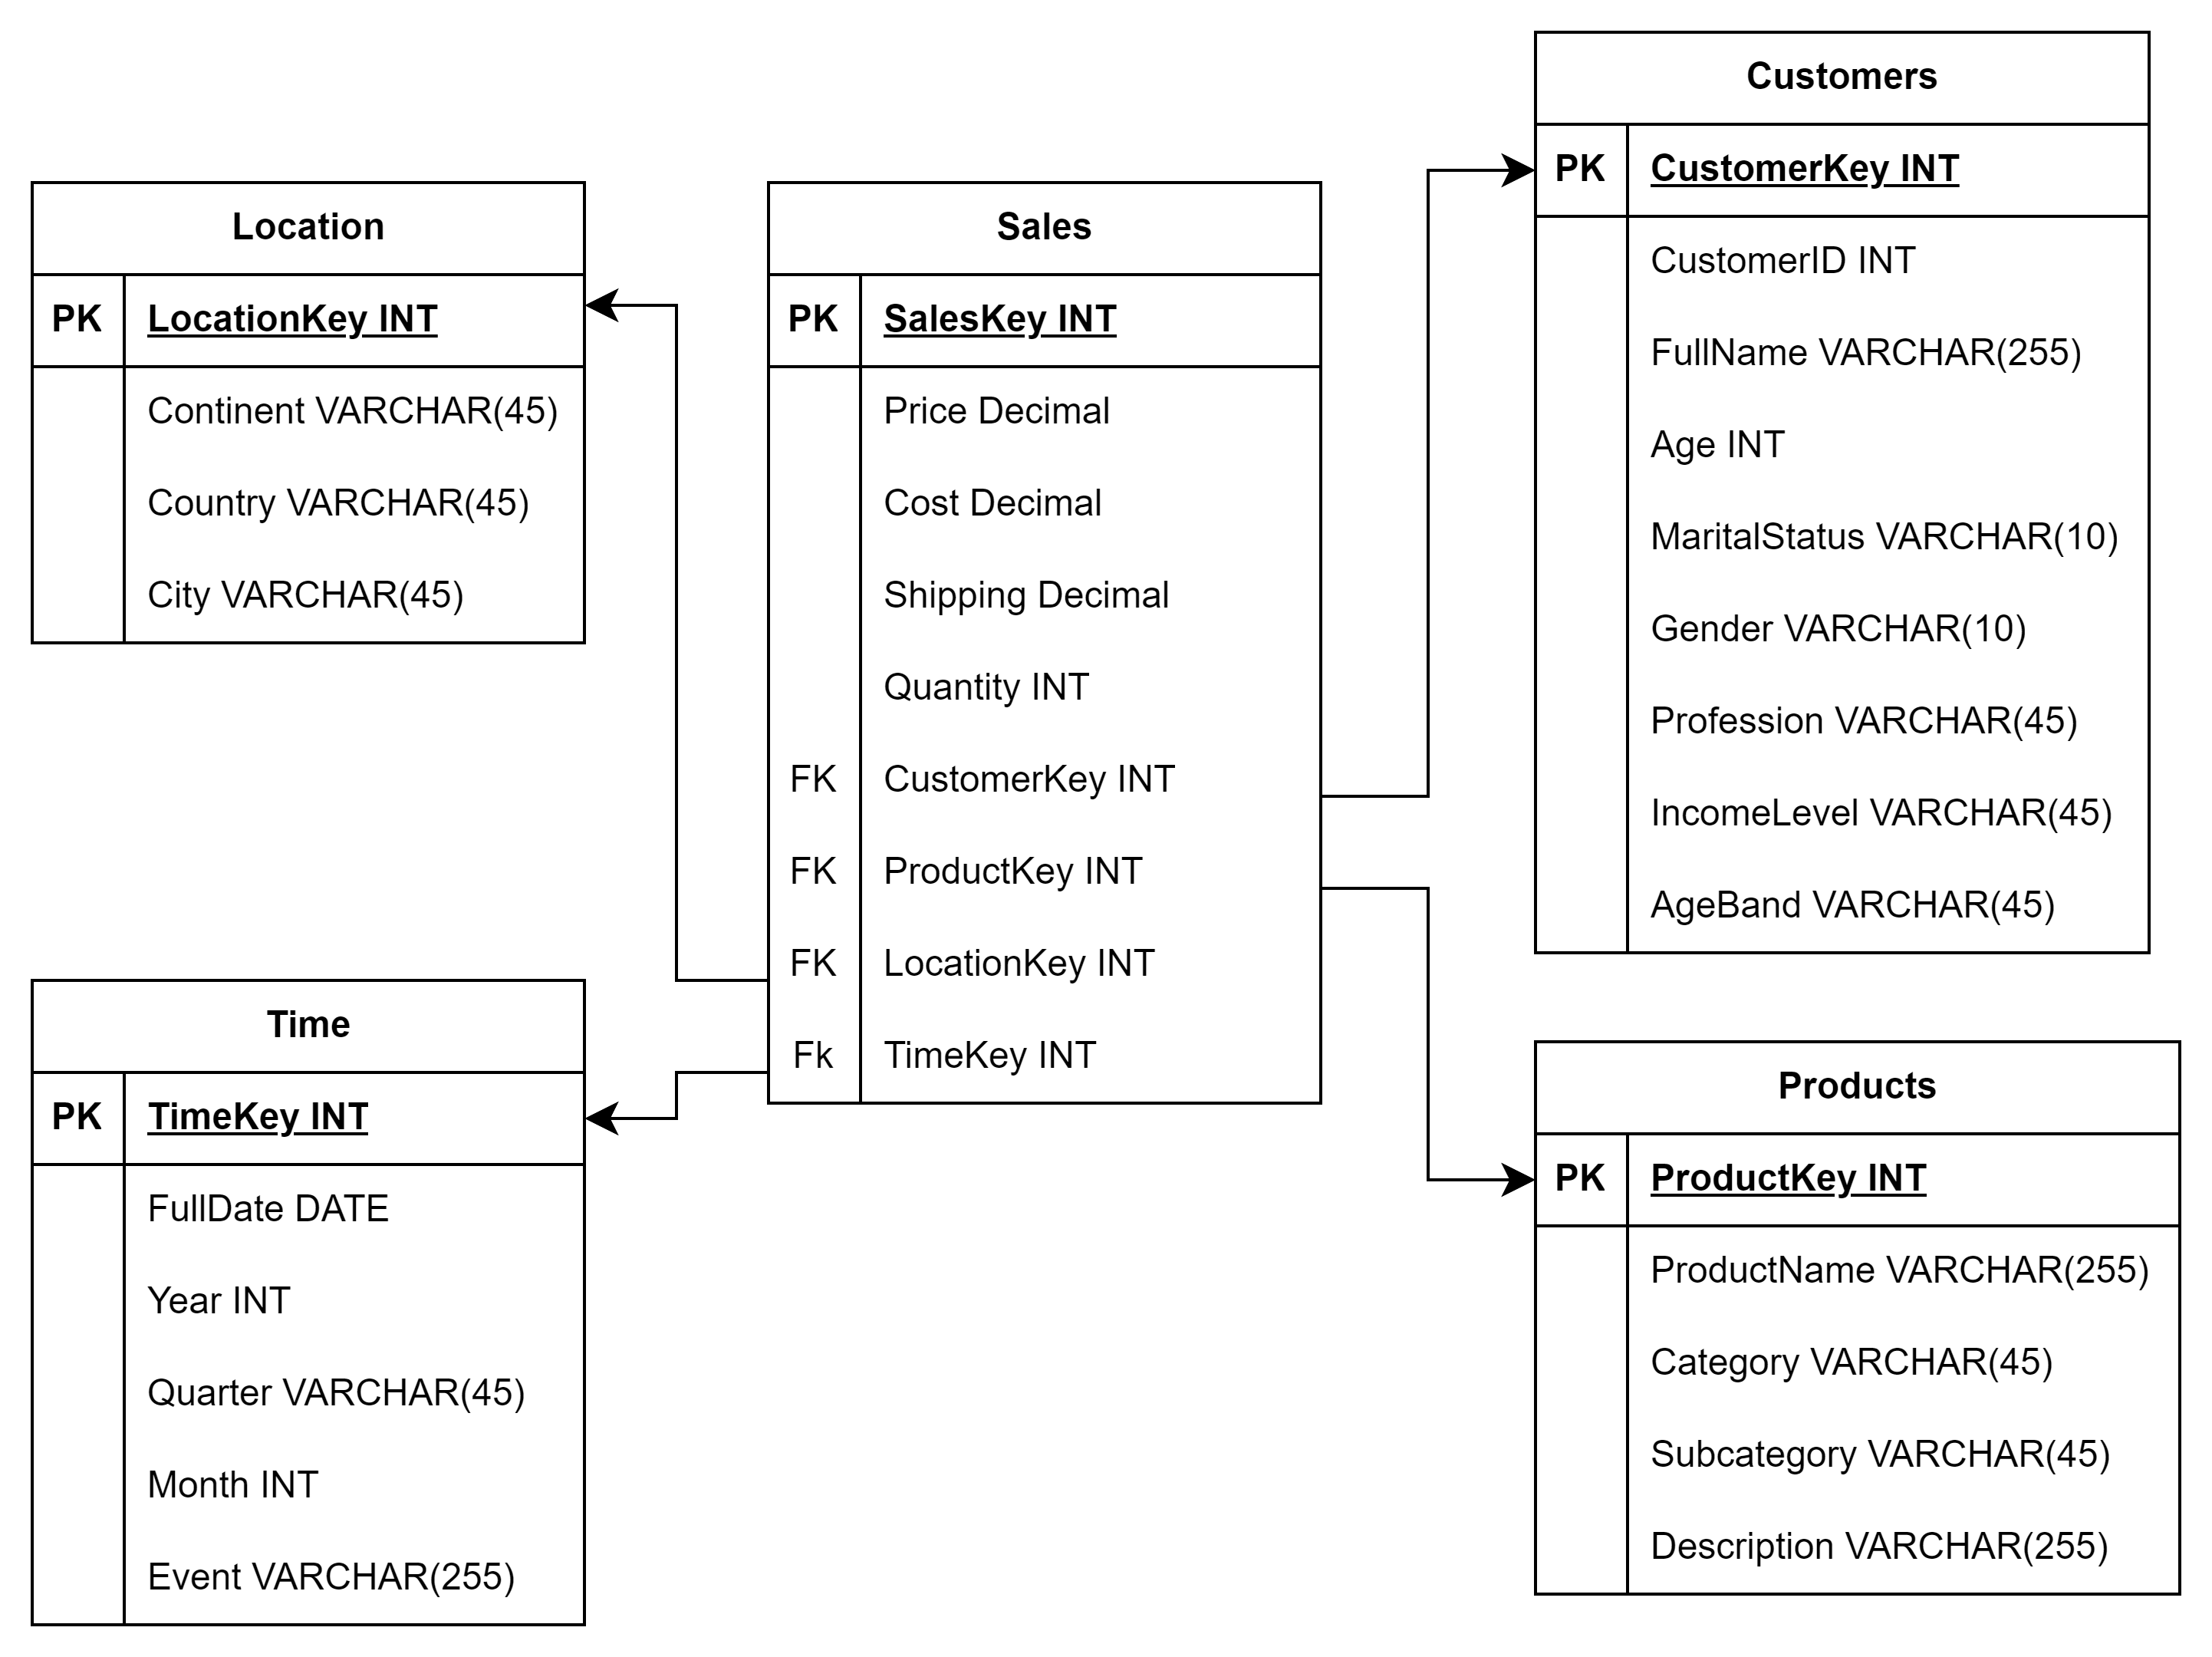 Location
PK LocationKey INT
Continent VARCHAR(45)
Country VARCHAR(45)
City VARCHAR(45)
Time
PK TimeKey INT
FullDate DATE
Year INT
Quarter VARCHAR(45)
Month INT
Event VARCHAR(255)
Sales
PK SalesKey INT
Price Decimal
Cost Decimal
Shipping Decimal
Quantity INT
FK CustomerKey INT
FK ProductKey INT
FK LocationKey INT
Fk TimeKey INT
Customers
PK CustomerKey INT
CustomerID INT
FullName VARCHAR(255)
Age INT
MaritalStatus VARCHAR(10)
Gender VARCHAR(10)
Profession VARCHAR(45)
IncomeLevel VARCHAR(45)
AgeBand VARCHAR(45)
Products
PK ProductKey INT
ProductName VARCHAR(255)
Category VARCHAR(45)
Subcategory VARCHAR(45)
Description VARCHAR(255)